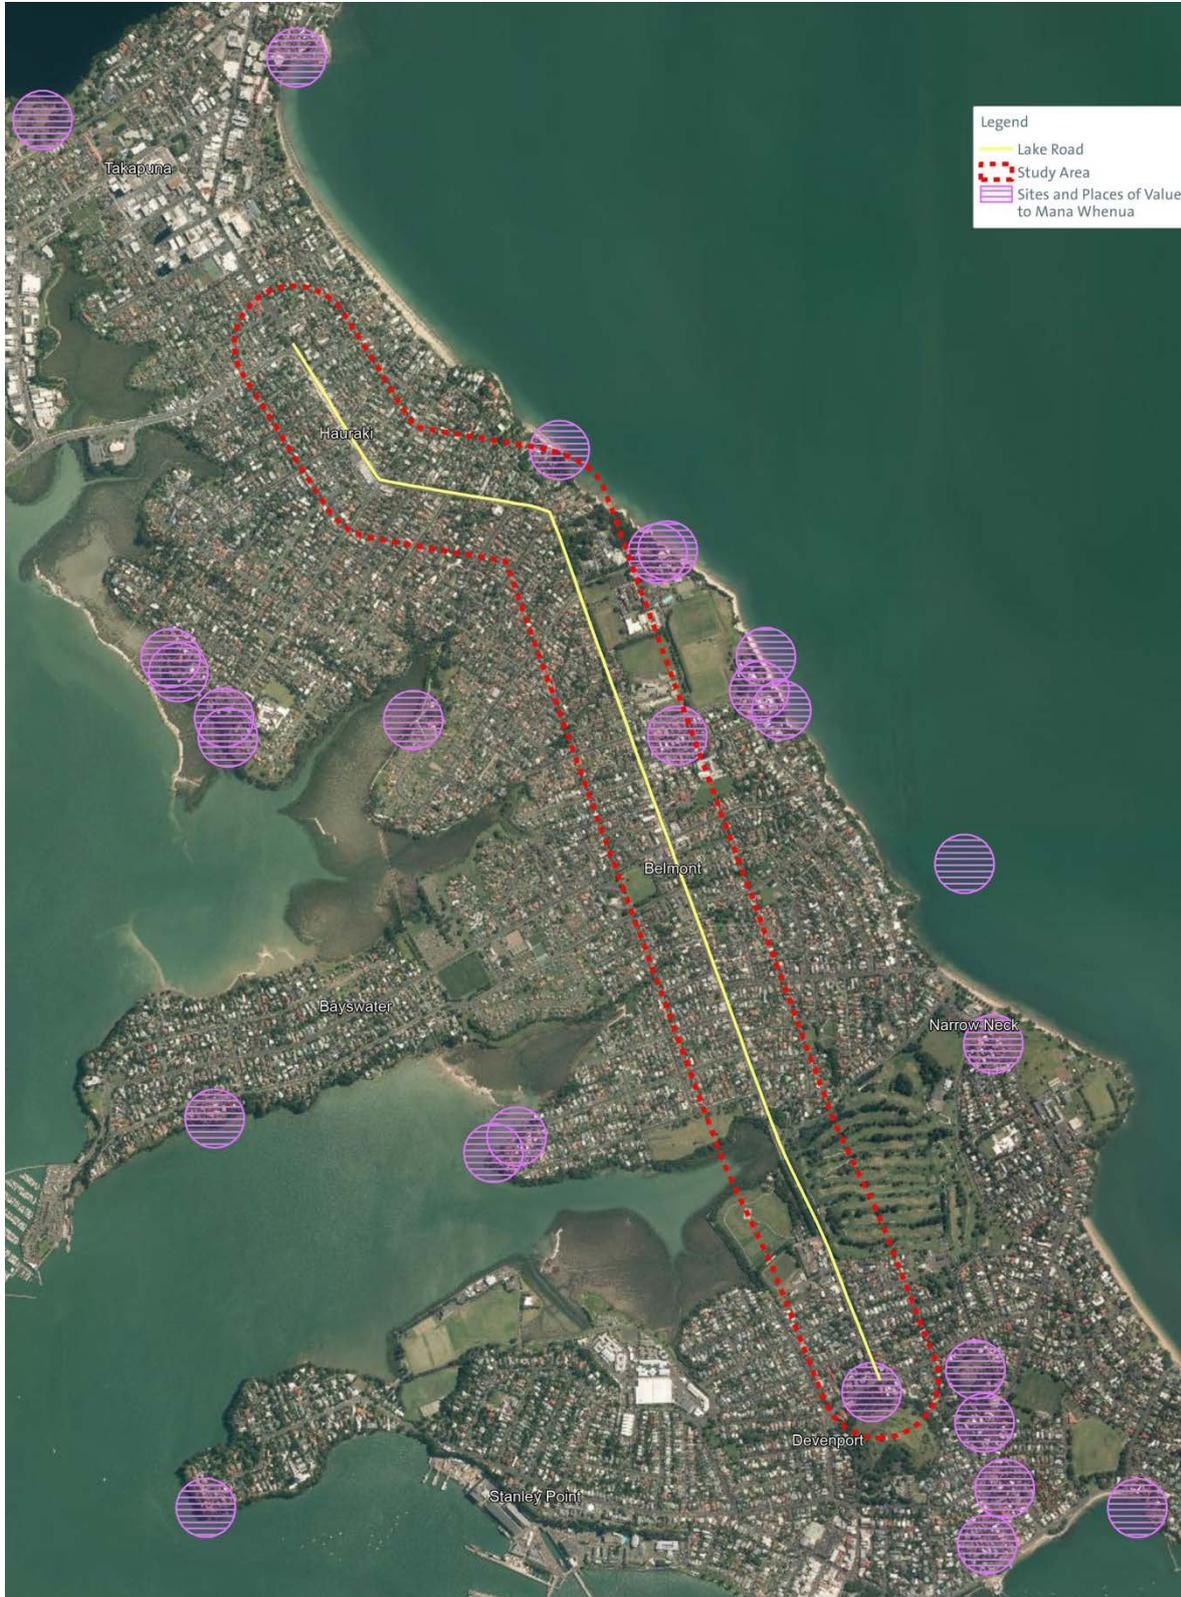 Legend
Lake Road
Study Area
Sites and Places of Value
to Mana Whenua
Takapuna
Hauraki
Belmont
Bayswater
Narrow Neck
Devenport
Stanley Point